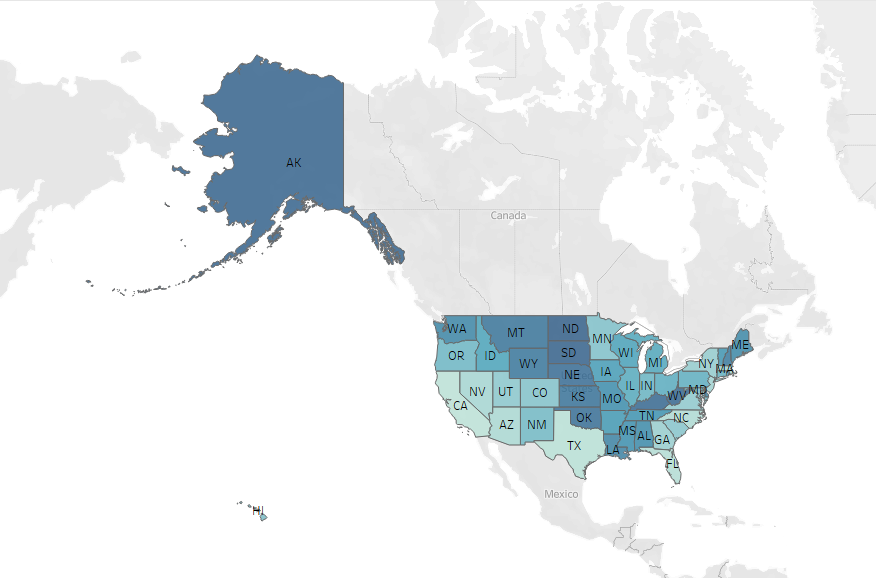 AK
Canada
WA
MT
ND
MN
OR
ID
SD
WI
MI
NY
ME
WY
NE
IA
MA
NV
UT
CO
KS
MO
IL
IN
WV
MD
CA
AZ
NM
OK
TN
NC
TX
MS
AL
GA
LA
FL
HI
Mexico